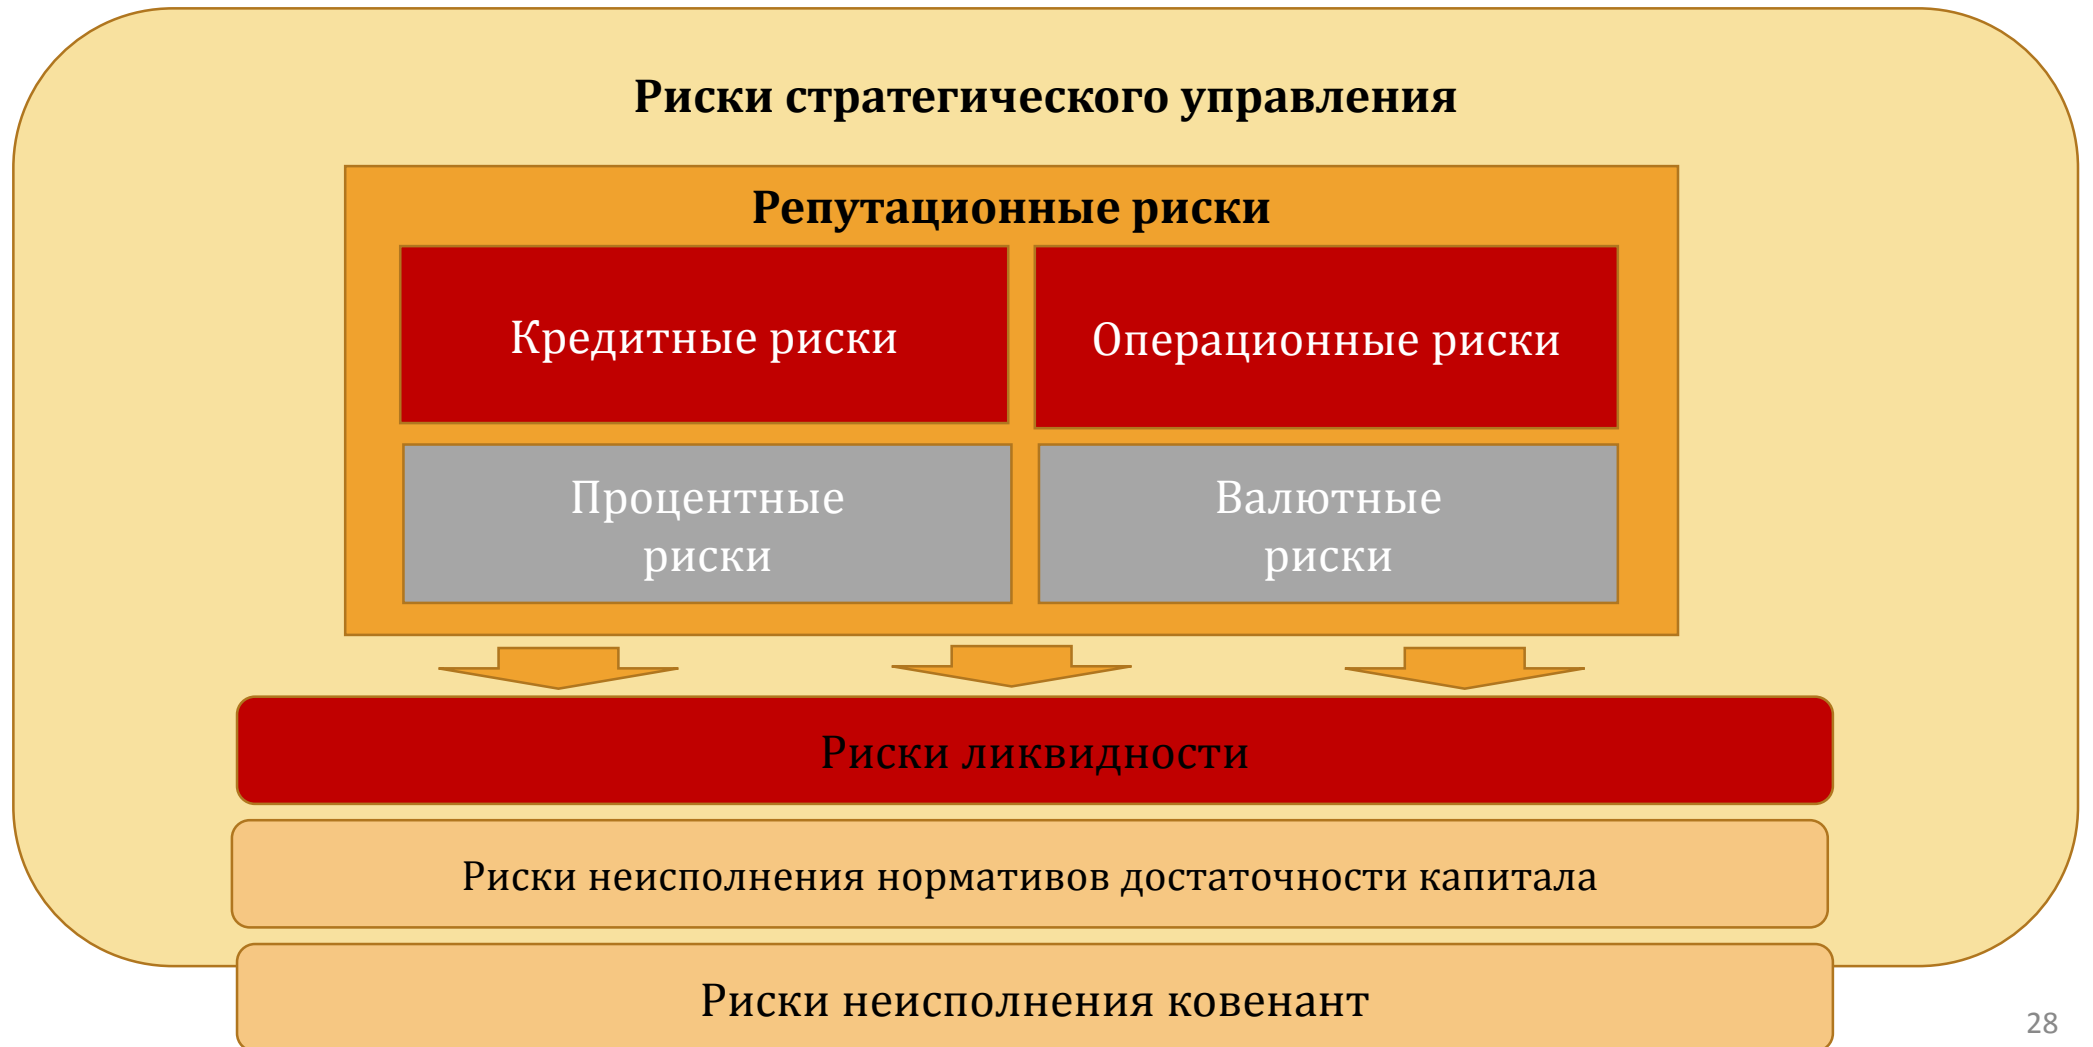 Риски стратегического управления
Репутационные риски
Кредитные риски
Операционные риски
Процентные
риски
Валютные
риски
Риски ликвидности
Риски неисполнения нормативов достаточности капитала
Риски неисполнения ковенант
28